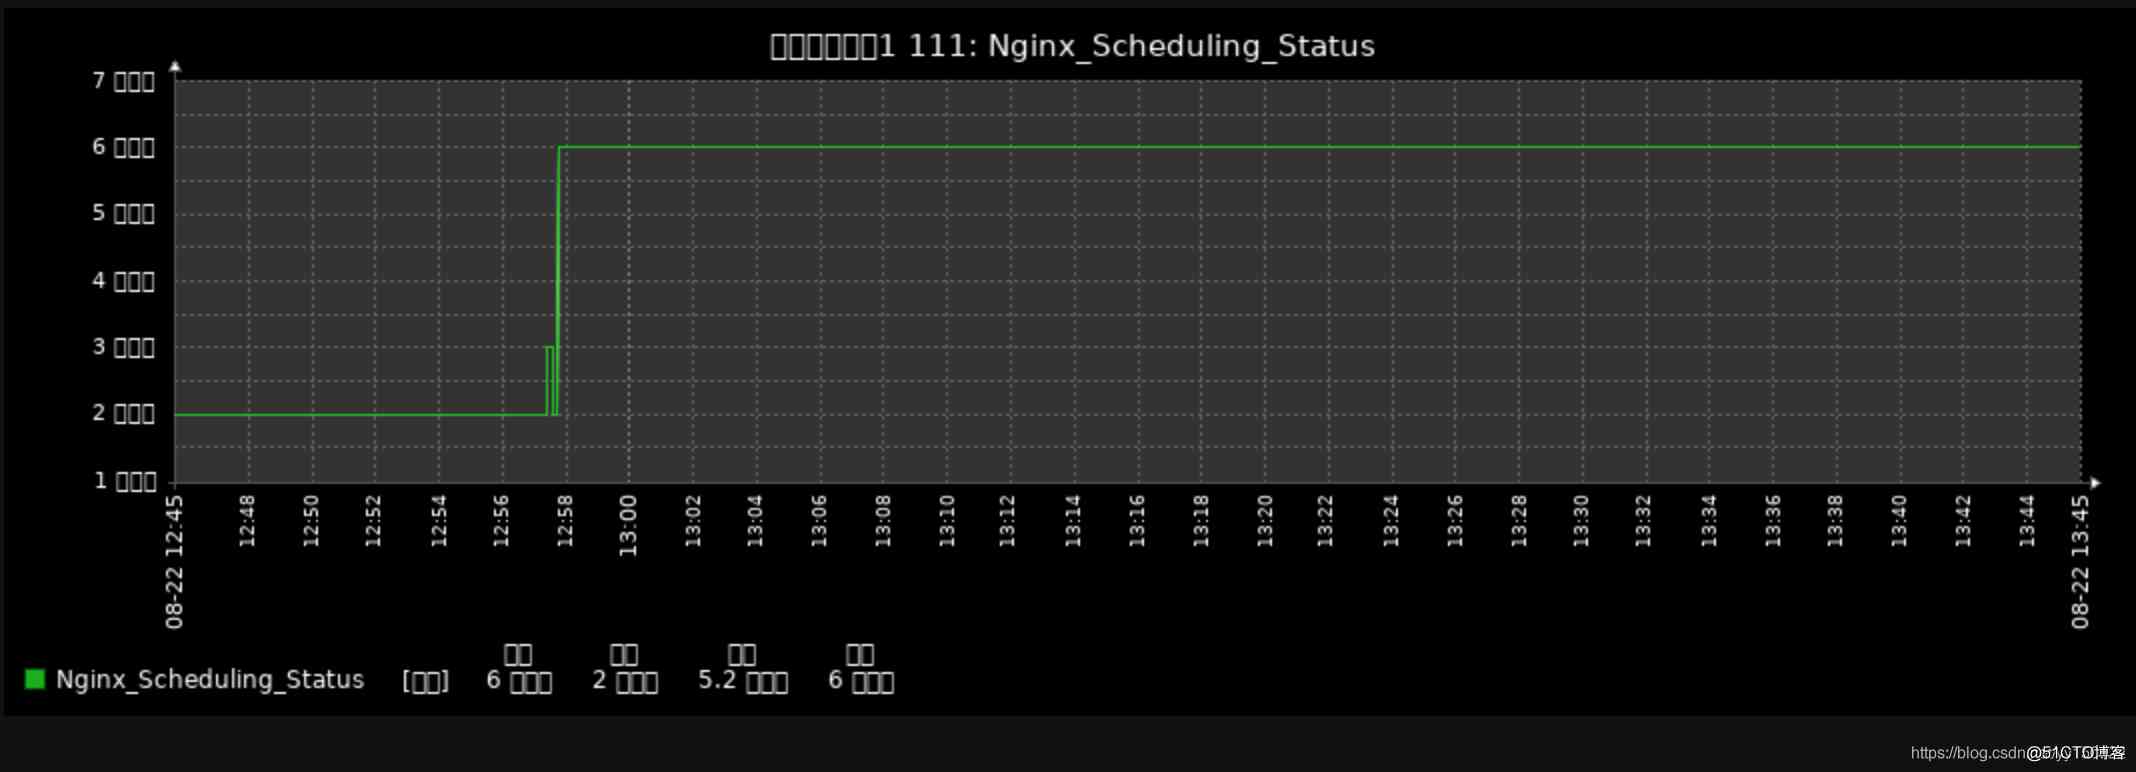 □□□□□□1 111: Nginx_Scheduling_Status
7 □□□
6 □□□
5 □□□
4 □□□
3 □□□
2 □□□
1 □□□
08-22 12:45 12:48 12:50 12:52 12:54 12:56 12:58 13:00 13:02 13:04 13:06 13:08 13:10 13:12 13:14 13:16 13:18 13:20 13:22 13:24 13:26 13:28 13:30 13:32 13:34 13:36 13:38 13:40 13:42 13:44 08-22 13:45
□□ □□ □□ □□
Nginx_Scheduling_Status [□□] 6 □□□ 2 □□□ 5.2 □□□ 6 □□□
https://blog.csdn @51CTO博客